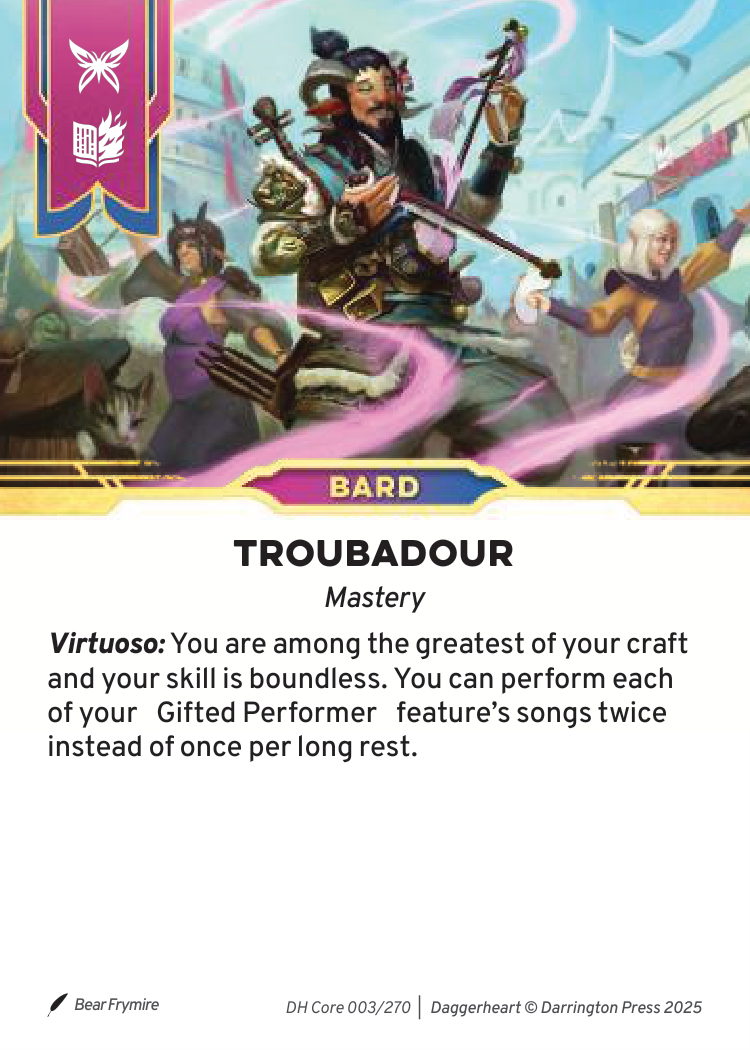 BARD
TROUBADOUR
Mastery
Virtuoso: You are among the greatest of your craft
and your skill is boundless. You can perform each
of your Gifted Performer feature’s songs twice
instead of once per long rest.
Bear Frymire
DH Core 003/270 | Daggerheart © Darrington Press 2025